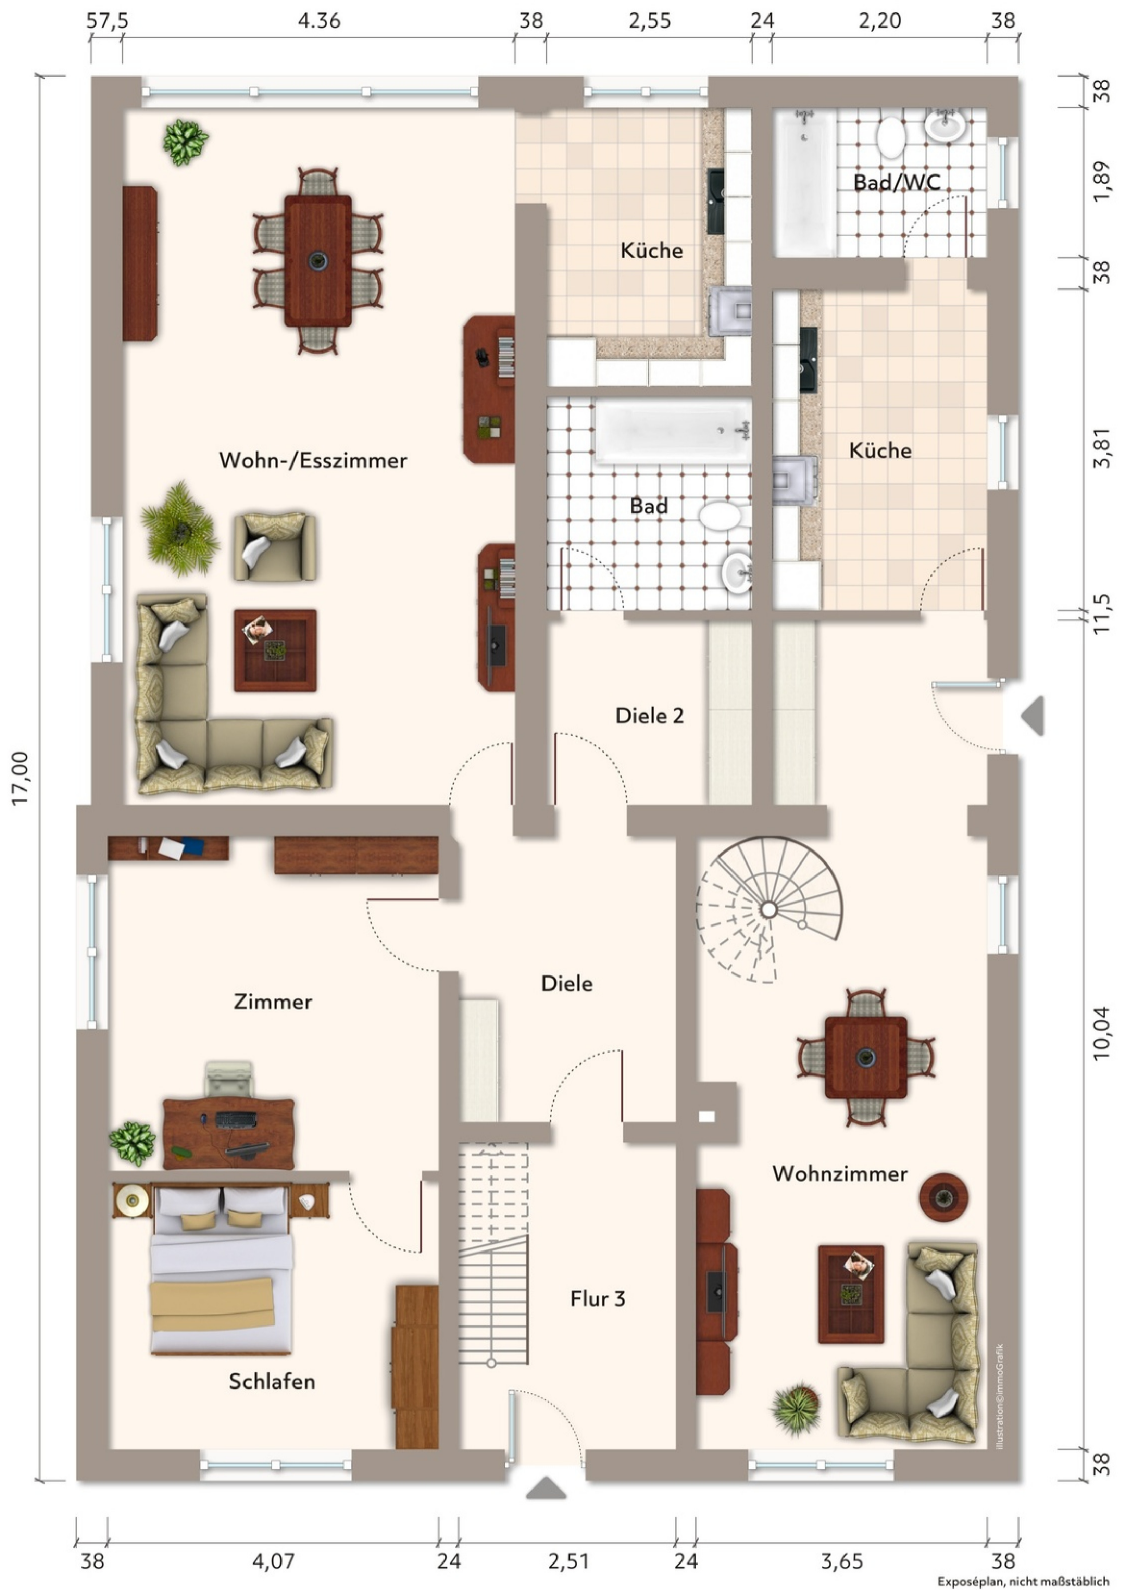 57,5 4.36 38 2,55 24 2,20 38
38
1,89
38
3,81
11,5
10,04
38
17,00
Bad/WC
Küche
Küche
Wohn-/Esszimmer
Bad
Diele 2
Diele
Zimmer
Wohnzimmer
Flur 3
Schlafen
illustration©immoGrafik
38 4,07 24 2,51 24 3,65 38
Exposéplan, nicht maßstäblich